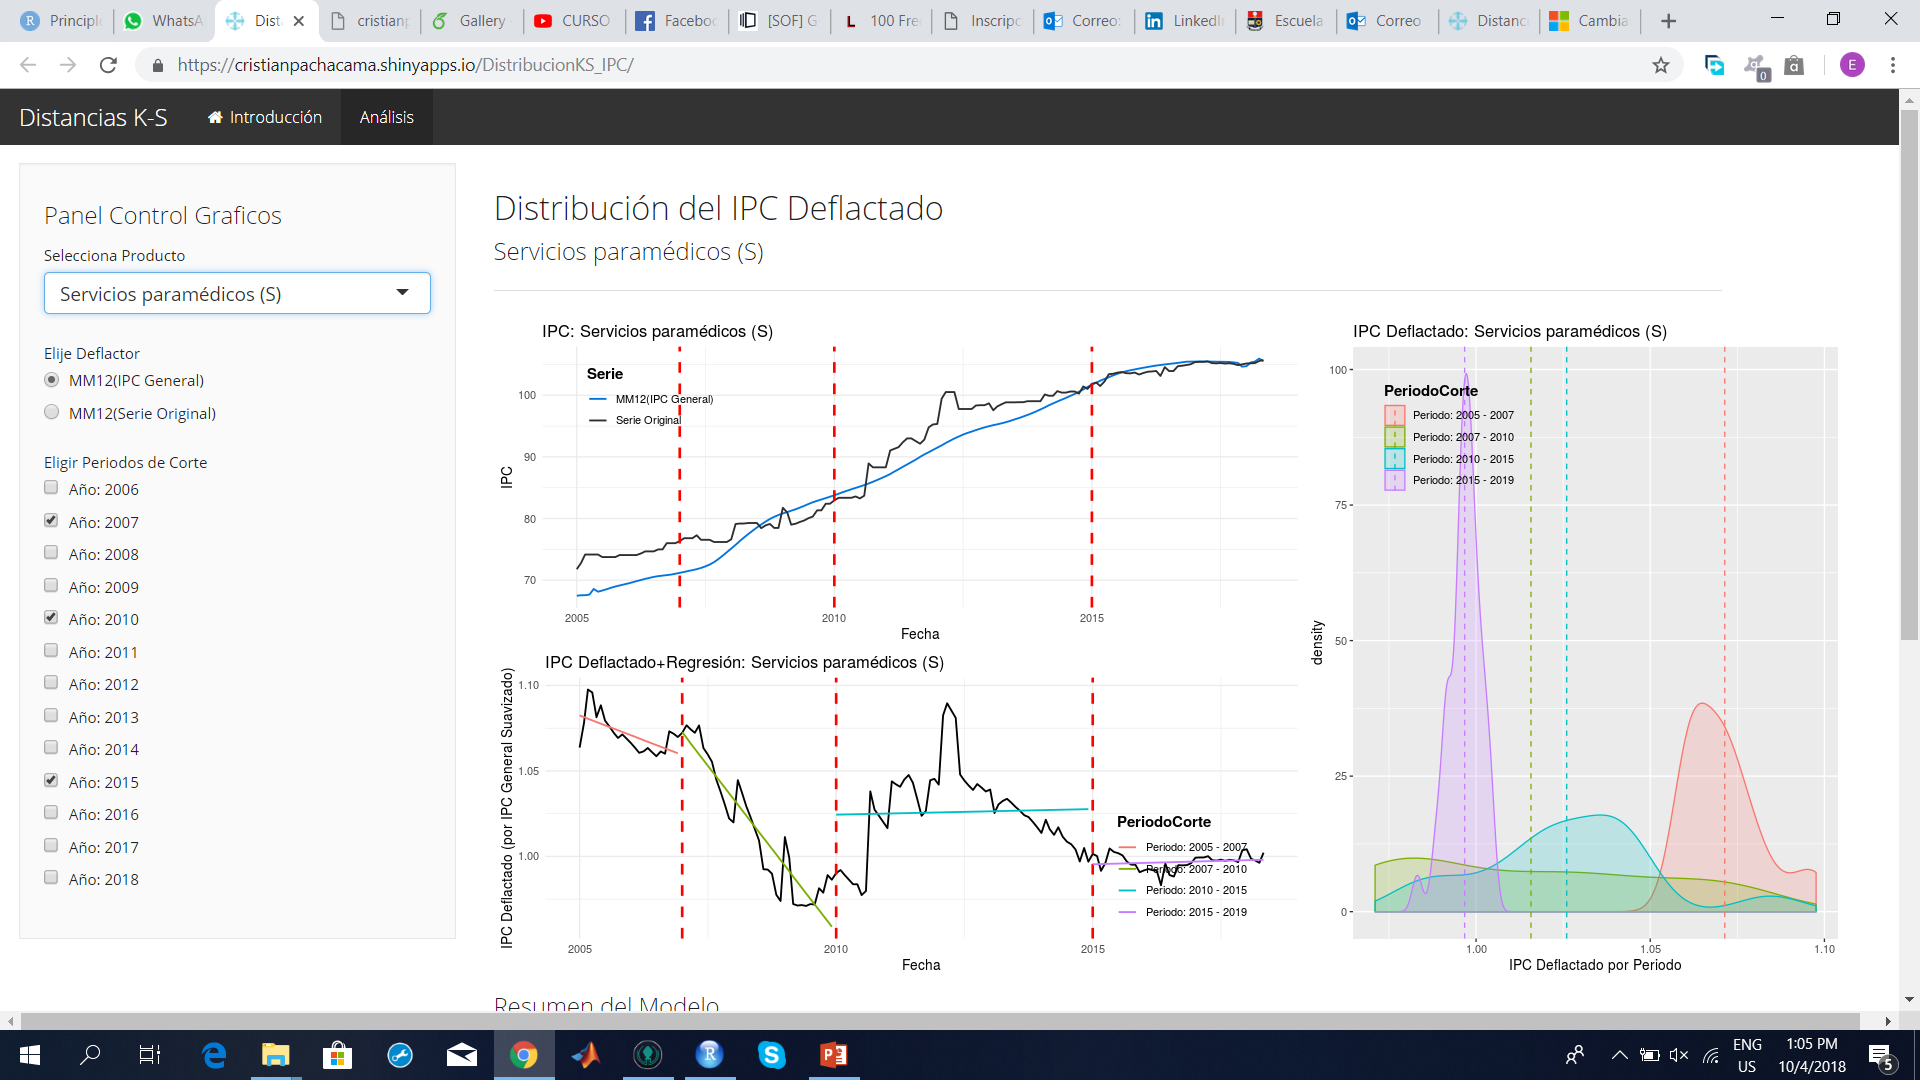 Principl
WhatsA
Dist
cristianp
Gallery
CURSO
Faceboo
[SOF] G
100 Fre
Inscripc
Correo:
LinkedIn
Escuela
Correo
Distanc
Cambia
https://cristianpachacama.shinyapps.io/DistribucionKS_IPC/
0
E
Distancias K-S
Introducción
Análisis
Panel Control Graficos
Selecciona Producto
Servicios paramédicos (S)
Elije Deflactor
MM12(IPC General)
MM12(Serie Original)
Eligir Periodos de Corte
Año: 2006
Año: 2007
Año: 2008
Año: 2009
Año: 2010
Año: 2011
Año: 2012
Año: 2013
Año: 2014
Año: 2015
Año: 2016
Año: 2017
Año: 2018
Distribución del IPC Deflactado
Servicios paramédicos (S)
IPC: Servicios paramédicos (S)
Serie
MM12(IPC General)
Serie Original
100
90
80
70
IPC
2005
2010
2015
Fecha
IPC Deflactado+Regresión: Servicios paramédicos (S)
IPC Deflactado (por IPC General Suavizado)
1.10
1.05
1.00
PeriodoCorte
Periodo: 2005 - 2007
Periodo: 2007 - 2010
Periodo: 2010 - 2015
Periodo: 2015 - 2019
2005
2010
2015
Fecha
IPC Deflactado: Servicios paramédicos (S)
PeriodoCorte
Periodo: 2005 - 2007
Periodo: 2007 - 2010
Periodo: 2010 - 2015
Periodo: 2015 - 2019
100
75
50
25
0
density
1.00
1.05
1.10
IPC Deflactado por Periodo
Resumen del Modelo
ENG
US
1:05 PM
10/4/2018
5